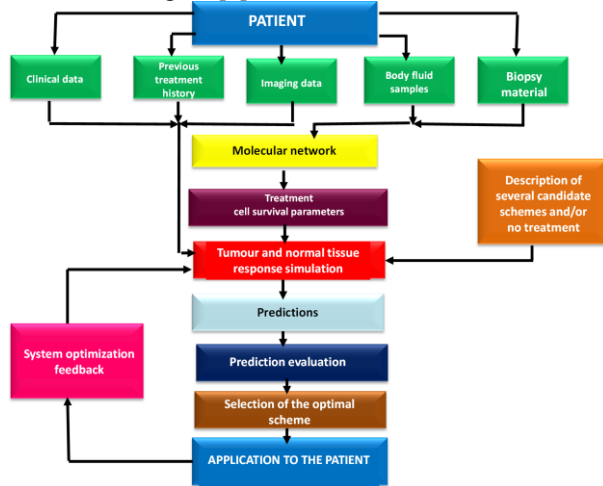 PATIENT
Clinical data
Previous
treatment
history
Imaging data
Body fluid
samples
Biopsy
material
Molecular network
Treatment
cell survival parameters
Description of
several candidate
schemes and/or
no treatment
Tumour and normal tissue
response simulation
Predictions
System optimization
feedback
Prediction evaluation
Selection of the optimal
scheme
APPLICATION TO THE PATIENT